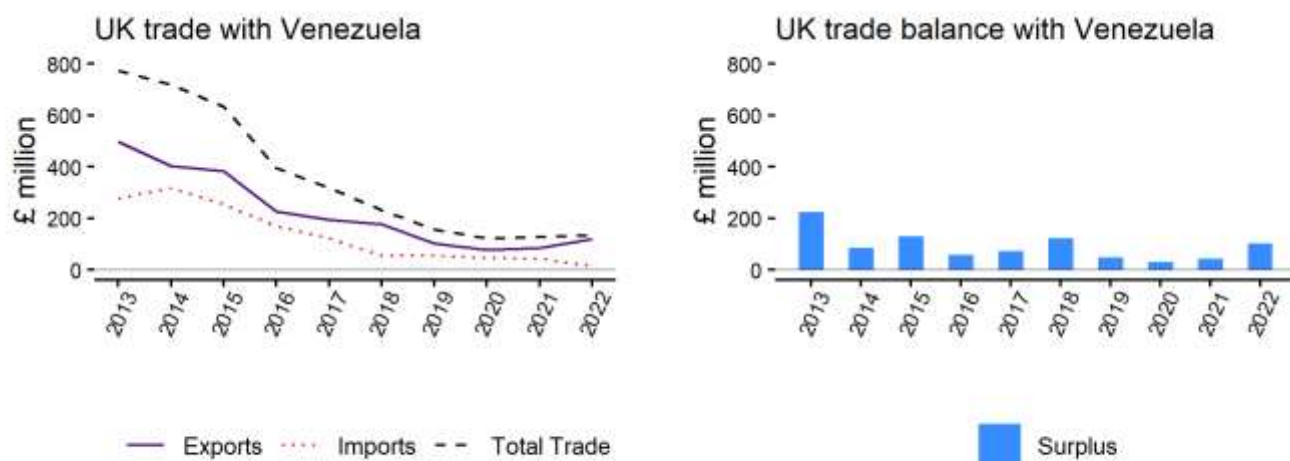 UK trade with Venezuela
£ million
800
600
400
200
0
2013 2014 2015 2016 2017 2018 2019 2020 2021 2022
Exports Imports Total Trade
UK trade balance with Venezuela
£ million
800
600
400
200
0
2013 2014 2015 2016 2017 2018 2019 2020 2021 2022
Surplus